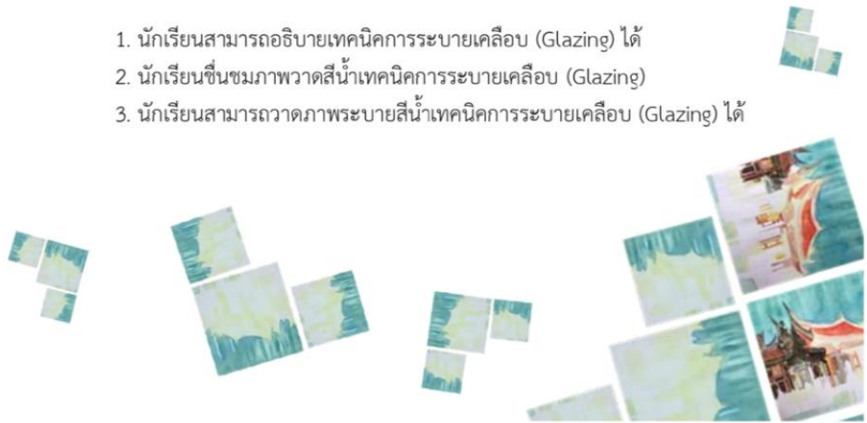 1. นักเรียนสามารถอธิบายเทคนิคการระบายเคลือบ (Glazing) ได้
2. นักเรียนชื่นชมภาพวาดสีน้ำเทคนิคการระบายเคลือบ (Glazing)
3. นักเรียนสามารถวาดภาพระบายสีน้ำเทคนิคการระบายเคลือบ (Glazing) ได้